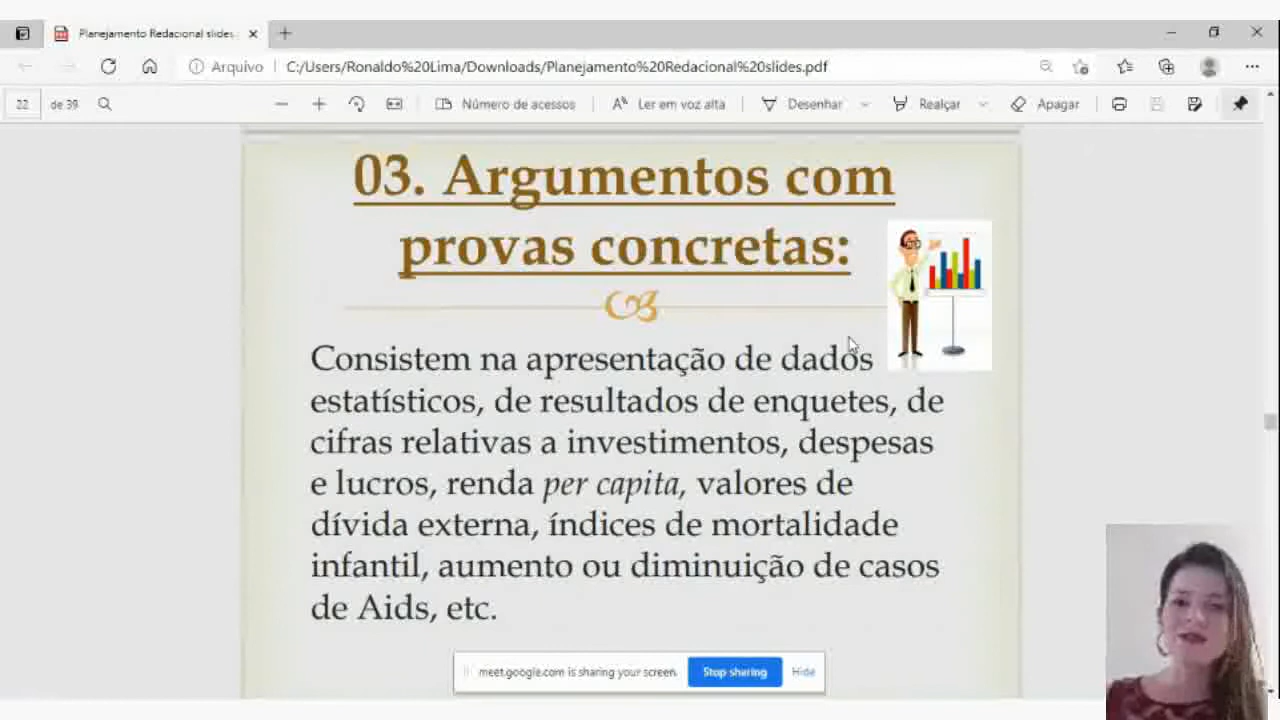 Planejamento Redacional slides.
Arquivo
C:/Users/Ronaldo%20Lima/Downloads/Planejamento%20Redacional%20slides.pdf
22 de 39
Número de acessos
Ler em voz alta
Desenhar
Realçar
Apagar
03. Argumentos com
provas concretas:
Consistem na apresentação de dados
estatísticos, de resultados de enquetes, de
cifras relativas a investimentos, despesas
e lucros, renda per capita, valores de
dívida externa, índices de mortalidade
infantil, aumento ou diminuição de casos
de Aids, etc.
meet.google.com is sharing your screen.
Stop sharing
Hide